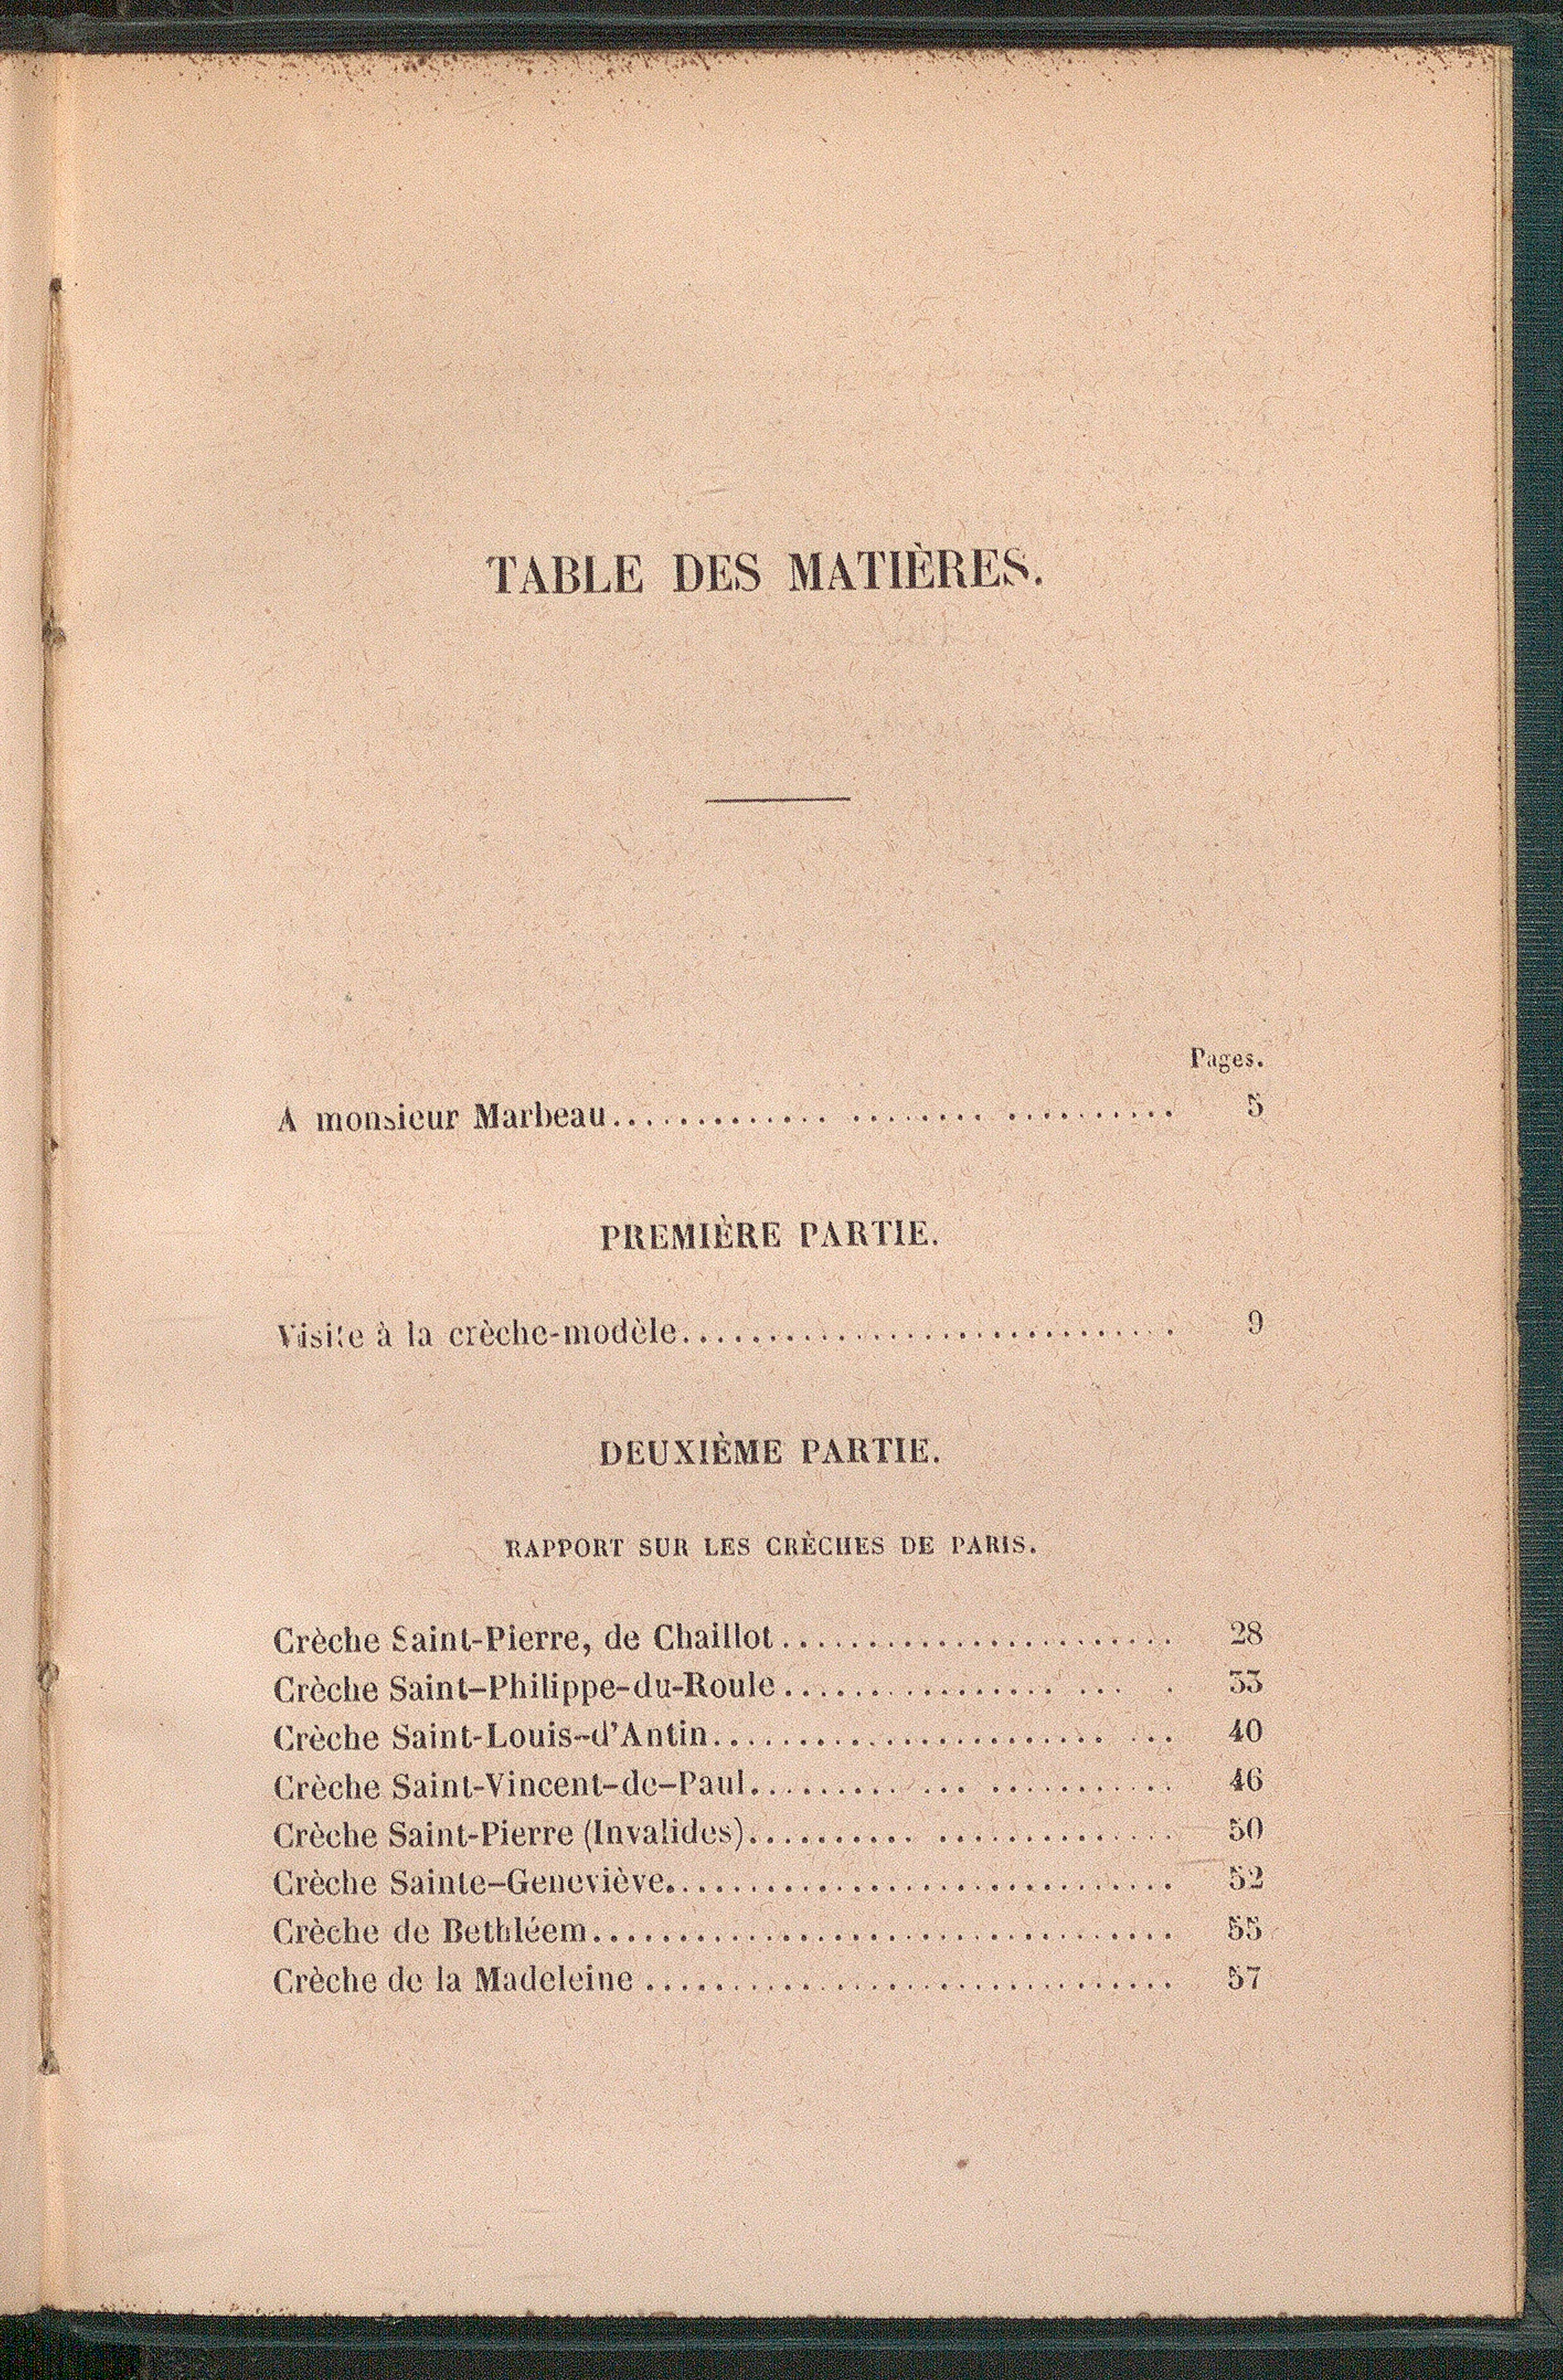 TABLE DES MATIÈRES.
Pages.
A monsieur Marbeau........................................ 5
PREMIÈRE PARTIE.
Visite à la crèche-modèle.............................. 9
DEUXIÈME PARTIE.
RAPPORT SUR LES CRÈCHES DE PARIS.
Crèche Saint-Pierre, de Chaillot........................ 28
Crèche Saint-Philippe-du-Roule........................ 33
Crèche Saint-Louis-d'Antin............................ 40
Crèche Saint-Vincent-de-Paul.......................... 46
Crèche Saint-Pierre (Invalides)......................... 50
Crèche Sainte-Geneviève.............................. 52
Crèche de Bethléem.................................. 55
Crèche de la Madeleine ............................... 57